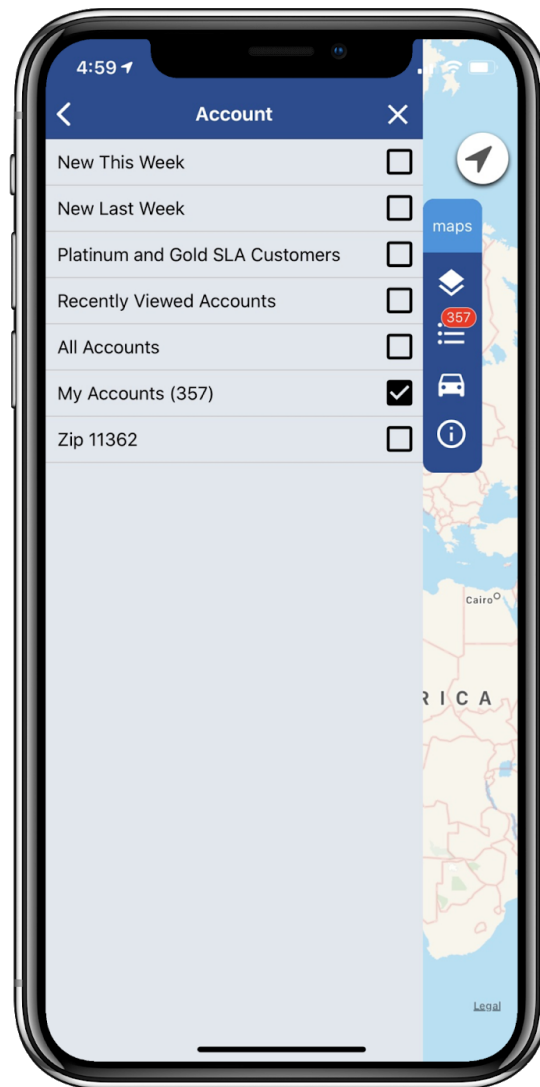 4:59
Account
New This Week
New Last Week
Platinum and Gold SLA Customers
Recently Viewed Accounts
All Accounts
My Accounts (357)
Zip 11362
maps
357
Cairo
RICA
Legal